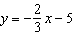 y = −2/3 x − 5